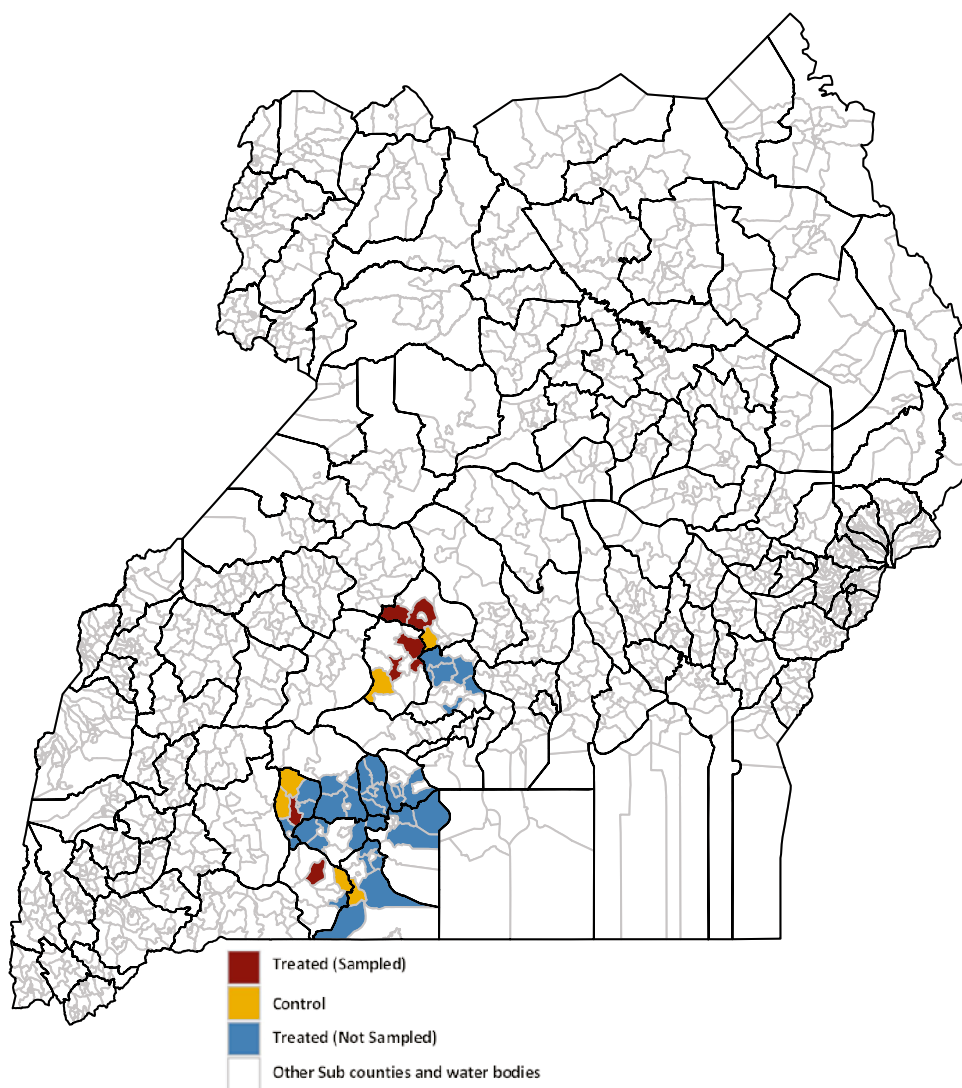 Treated (Sampled)
Control
Treated (Not Sampled)
Other Sub counties and water bodies